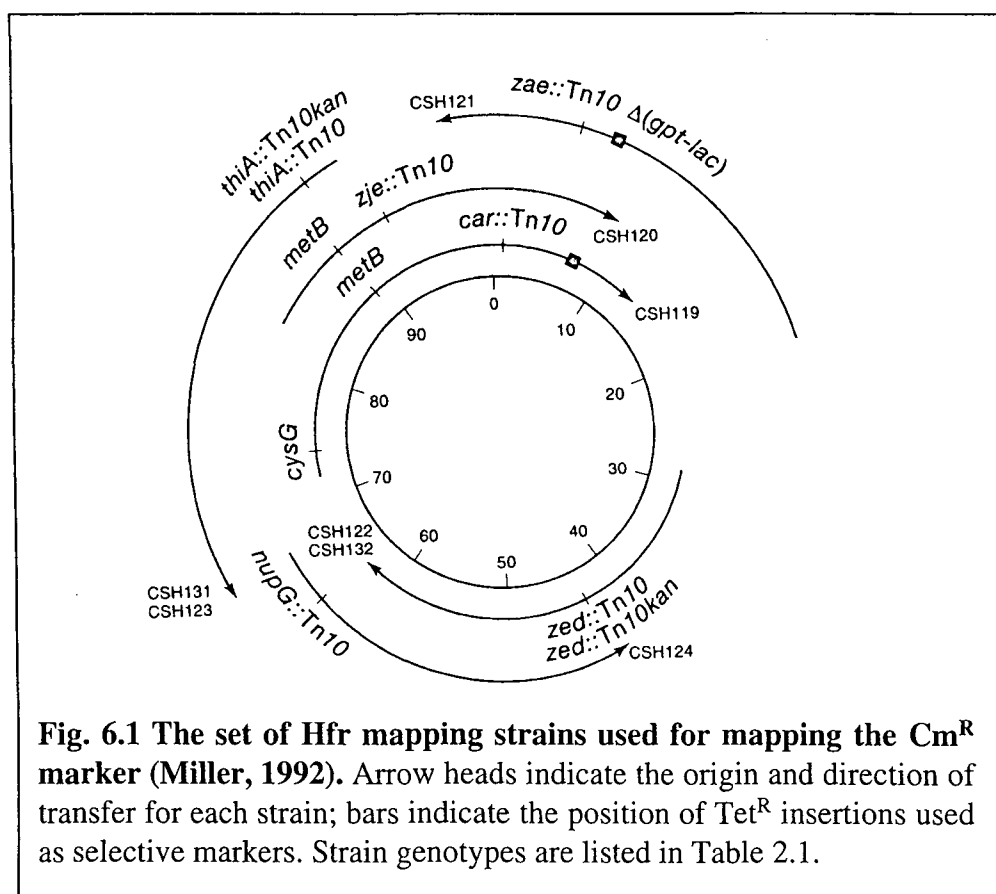 CSH121
zae::Tn10 Δ(gpt-lac)
thiA::Tn10kan
thiA::Tn10
zje::Tn10
metB
car::Tn10
CSH120
metB
CSH119
0
10
90
20
80
cysG
70
30
CSH122
CSH132
60
50
40
nupG::Tn10
zed::Tn10
zed::Tn10kan
CSH131
CSH123
CSH124
Fig. 6.1 The set of Hfr mapping strains used for mapping the Cm^R
marker (Miller, 1992). Arrow heads indicate the origin and direction of
transfer for each strain; bars indicate the position of Tet^R insertions used
as selective markers. Strain genotypes are listed in Table 2.1.